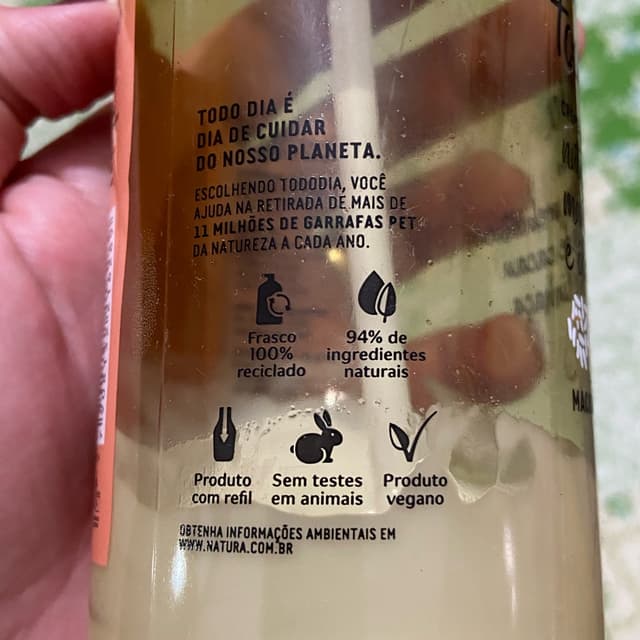 TODO DIA É
DIA DE CUIDAR
DO NOSSO PLANETA.
ESCOLHENDO TODODIA, VOCÊ
AJUDA NA RETIRADA DE MAIS DE
11 MILHÕES DE GARRAFAS PET
DA NATUREZA A CADA ANO.
Frasco
100%
reciclado
94% de
ingredientes
naturais
Produto
com refil
Sem testes
em animais
Produto
vegano
OBTENHA INFORMAÇÕES AMBIENTAIS EM
WWW.NATURA.COM.BR